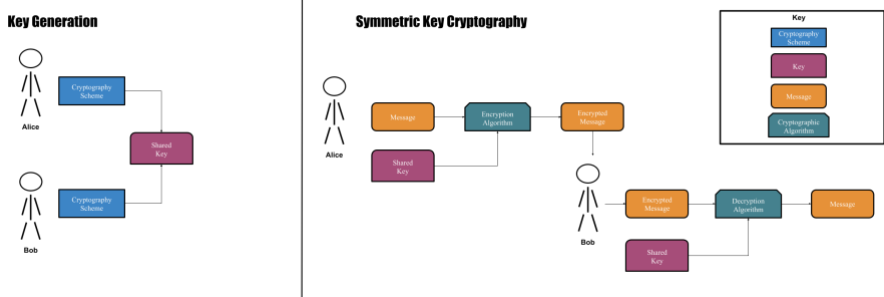 Key Generation
Alice
Cryptography
Scheme
Shared
Key
Cryptography
Scheme
Bob
Symmetric Key Cryptography
Alice
Message
Encryption
Algorithm
Encrypted
Message
Shared
Key
Bob
Encrypted
Message
Decryption
Algorithm
Message
Shared
Key
Key
Cryptography
Scheme
Key
Message
Cryptographic
Algorithm